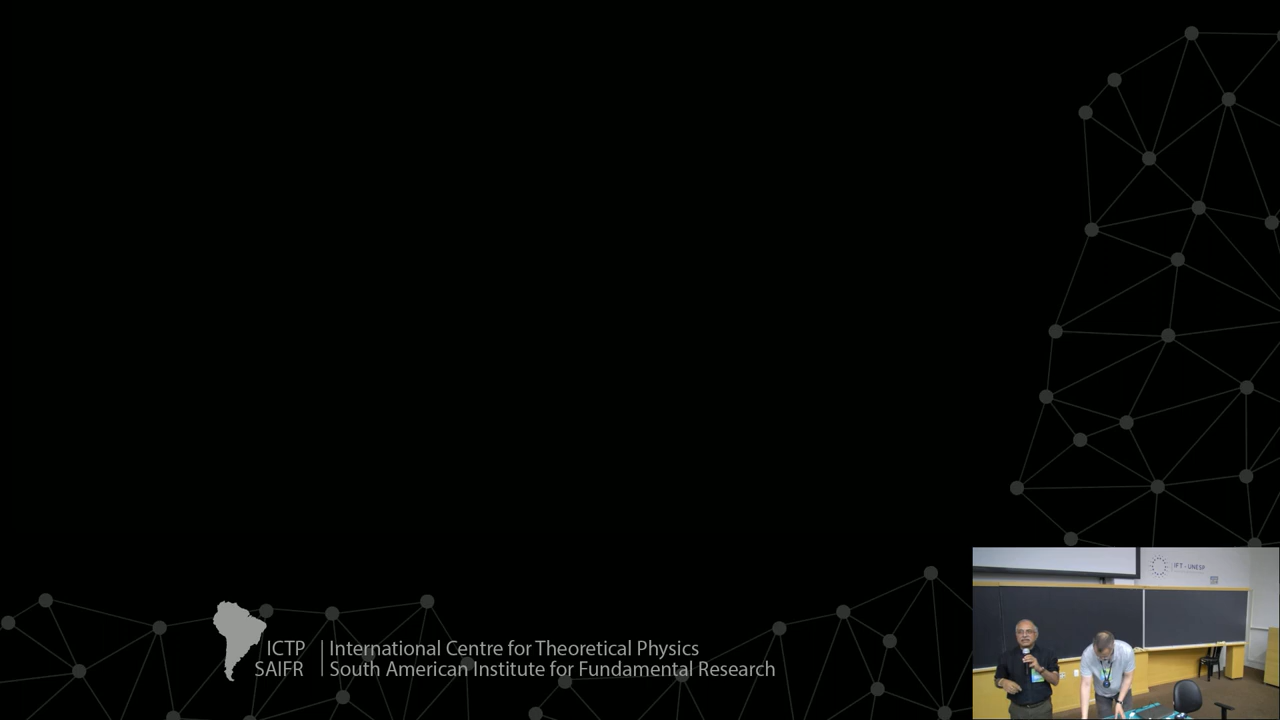 IFT - UNESP
ICTP
SAIFR
International Centre for Theoretical Physics
South American Institute for Fundamental Research